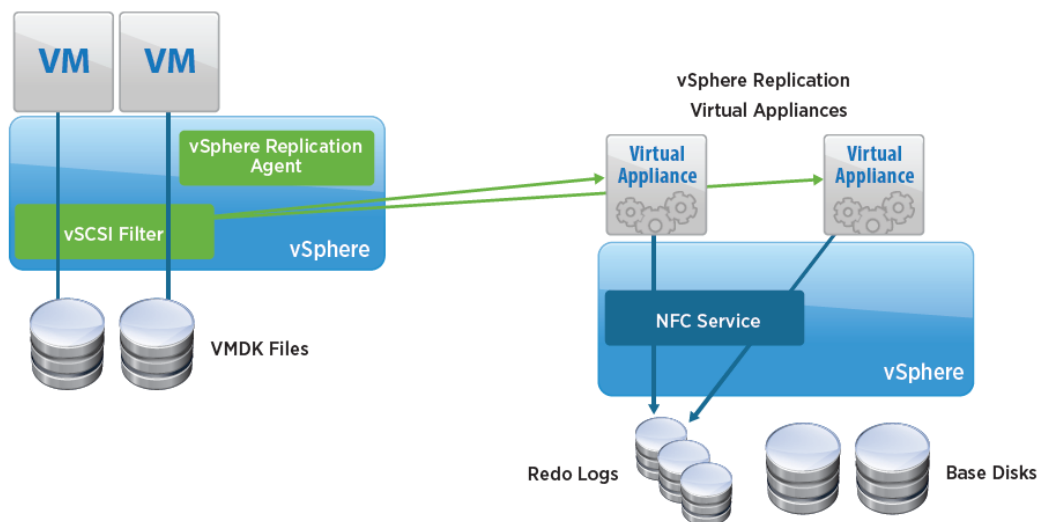 VM
VM
vSphere Replication
Agent
vSCSI Filter
vSphere
VMDK Files
vSphere Replication
Virtual Appliances
Virtual
Appliance
Virtual
Appliance
NFC Service
vSphere
Redo Logs
Base Disks